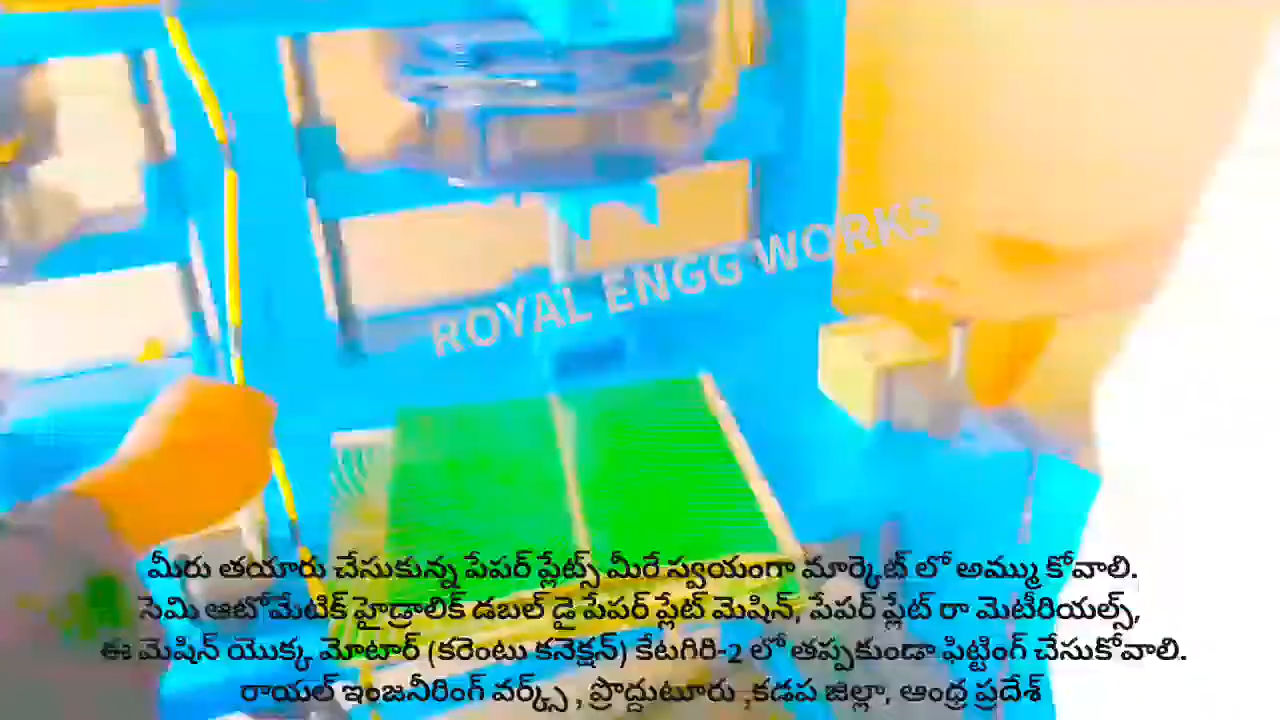 ROYAL ENGG WORKS
మీరు తయారు చేసుకున్న పేపర్ ప్లేట్స్ మీరే స్వయంగా మార్కెట్ లో అమ్ము కోవాలి.
సెమి ఆటోమేటిక్ హైడ్రాలిక్ డబల్ డై పేపర్ ప్లేట్ మెషిన్, పేపర్ ప్లేట్ రా మెటీరియల్స్,
ఈ మెషిన్ యొక్క మోటార్ (కరెంటు కనెక్షన్) కేటగిరి-2 లో తప్పకుండా ఫిట్టింగ్ చేసుకోవాలి.
రాయల్ ఇంజనీరింగ్ వర్క్స్ , ప్రొద్దుటూరు ,కడప జిల్లా, ఆంధ్ర ప్రదేశ్